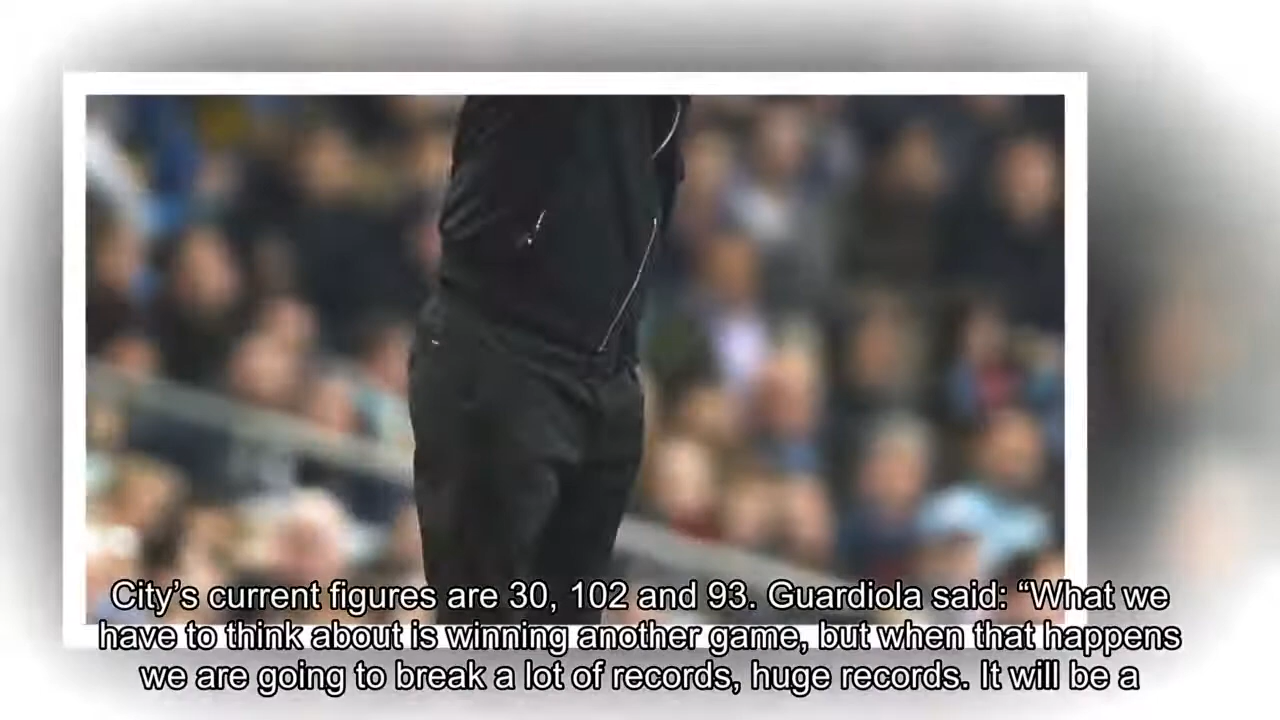 City’s current figures are 30, 102 and 93. Guardiola said: “What we
have to think about is winning another game, but when that happens
we are going to break a lot of records, huge records. It will be a